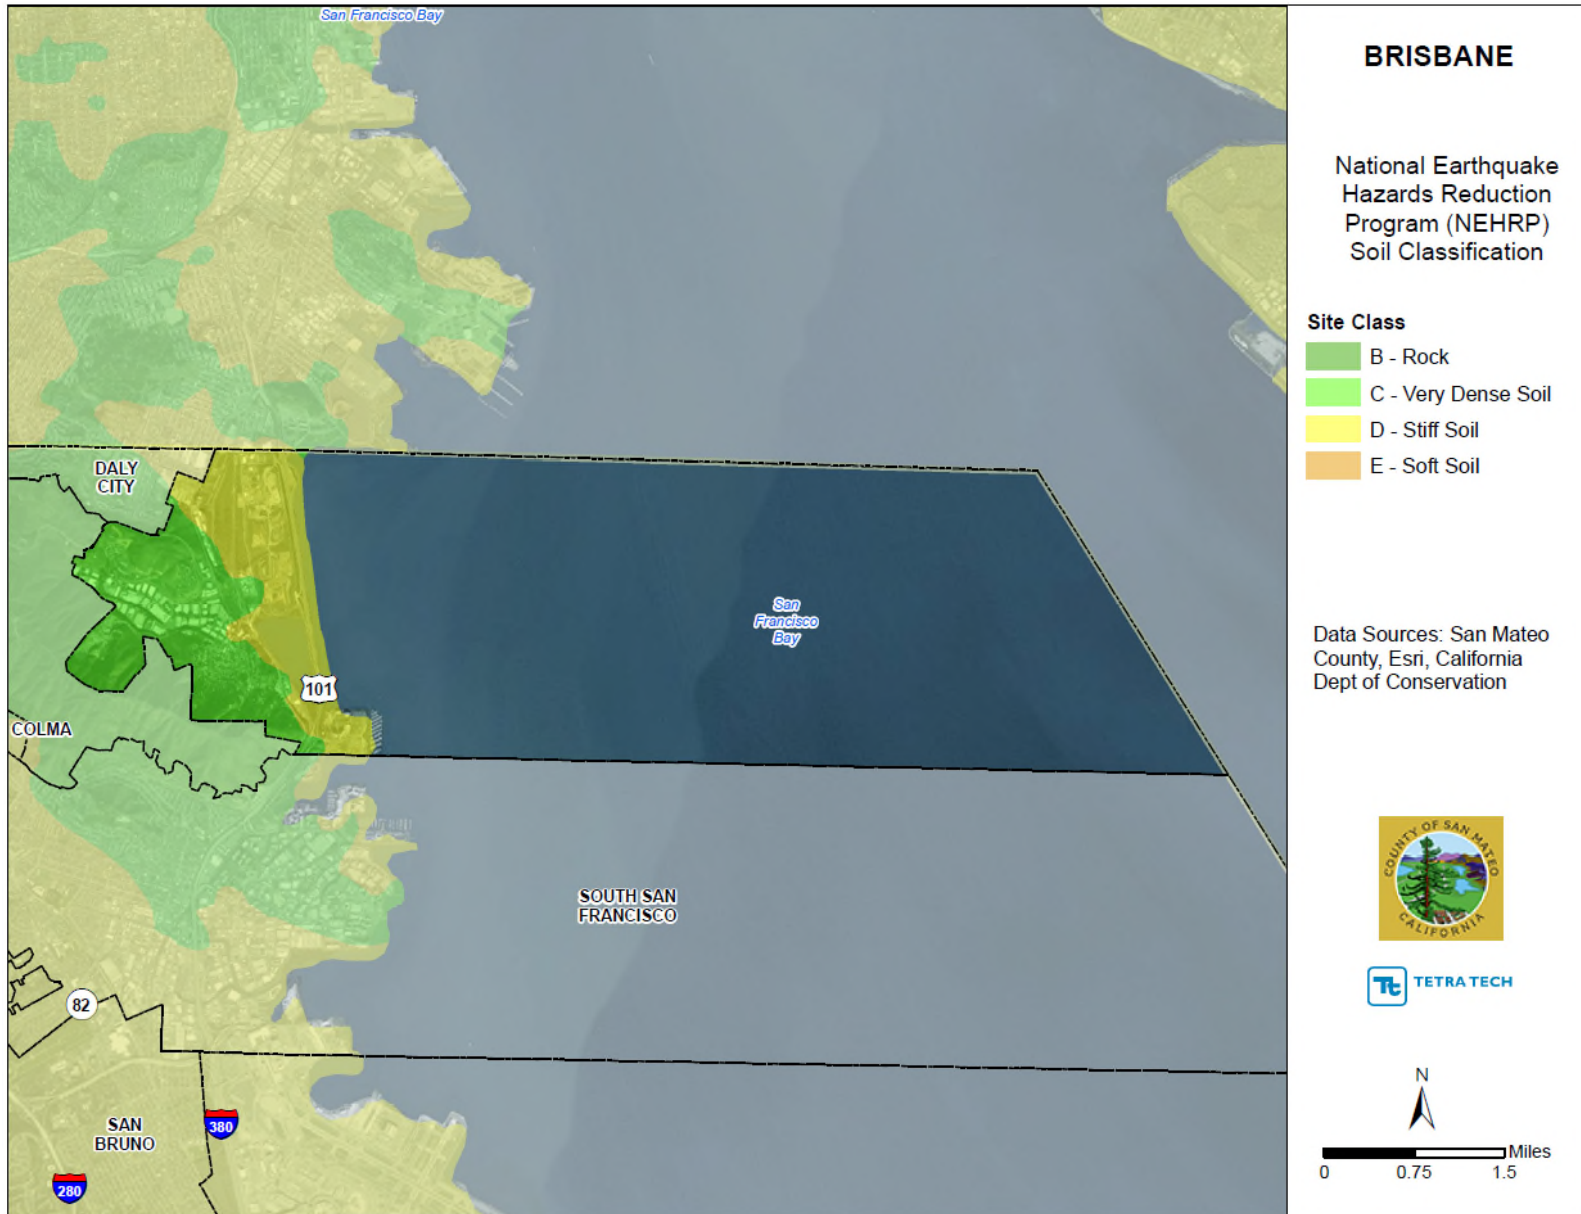 San Francisco Bay
DALY
CITY
San
Francisco
Bay
101
COLMA
SOUTH SAN
FRANCISCO
82
SAN
BRUNO
380
280
BRISBANE
National Earthquake
Hazards Reduction
Program (NEHRP)
Soil Classification
Site Class
B - Rock
C - Very Dense Soil
D - Stiff Soil
E - Soft Soil
Data Sources: San Mateo
County, Esri, California
Dept of Conservation
COUNTY OF SAN MATEO
CALIFORNIA
Tt TETRA TECH
N
Miles
0 0.75 1.5